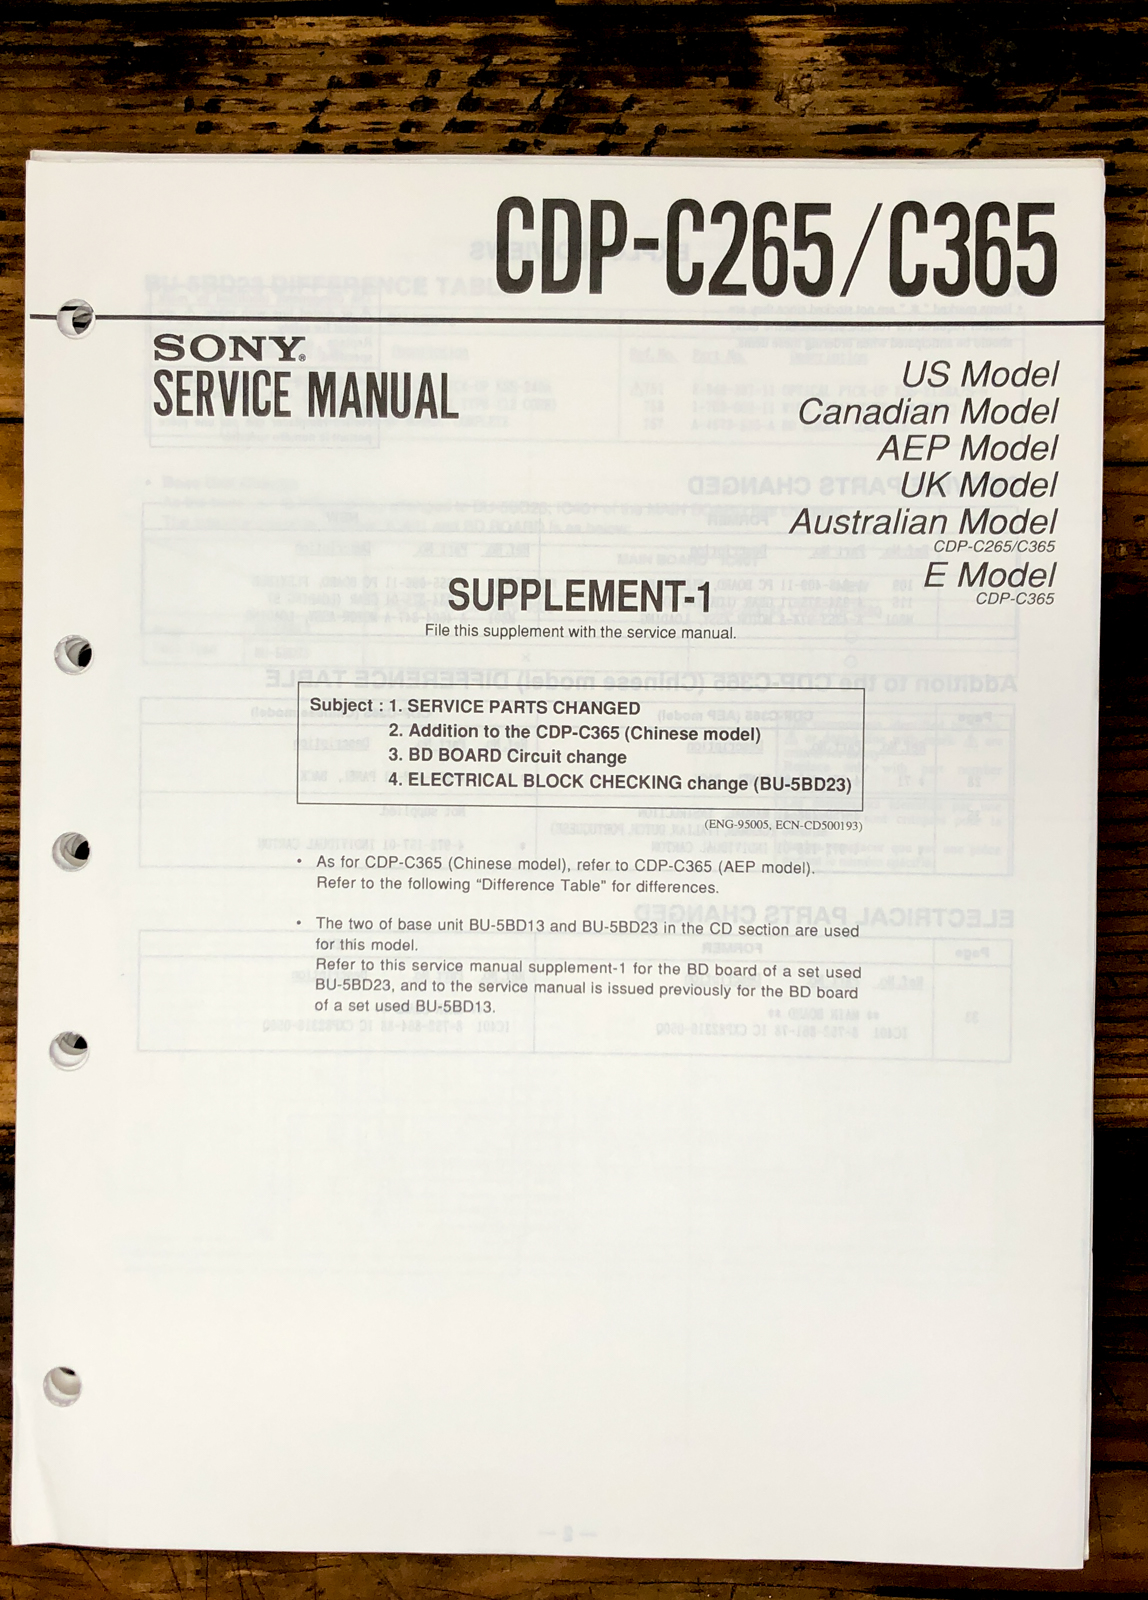 CDP-C265/C365
SONY®
SERVICE MANUAL
US Model
Canadian Model
AEP Model
UK Model
Australian Model
CDP-C265/C365
E Model
CDP-C365
SUPPLEMENT-1
File this supplement with the service manual.
Subject : 1. SERVICE PARTS CHANGED
2. Addition to the CDP-C365 (Chinese model)
3. BD BOARD Circuit change
4. ELECTRICAL BLOCK CHECKING change (BU-5BD23)
(ENG-95005, ECN-CD500193)
• As for CDP-C365 (Chinese model), refer to CDP-C365 (AEP model).
Refer to the following “Difference Table” for differences.
• The two of base unit BU-5BD13 and BU-5BD23 in the CD section are used
for this model.
Refer to this service manual supplement-1 for the BD board of a set used
BU-5BD23, and to the service manual is issued previously for the BD board
of a set used BU-5BD13.